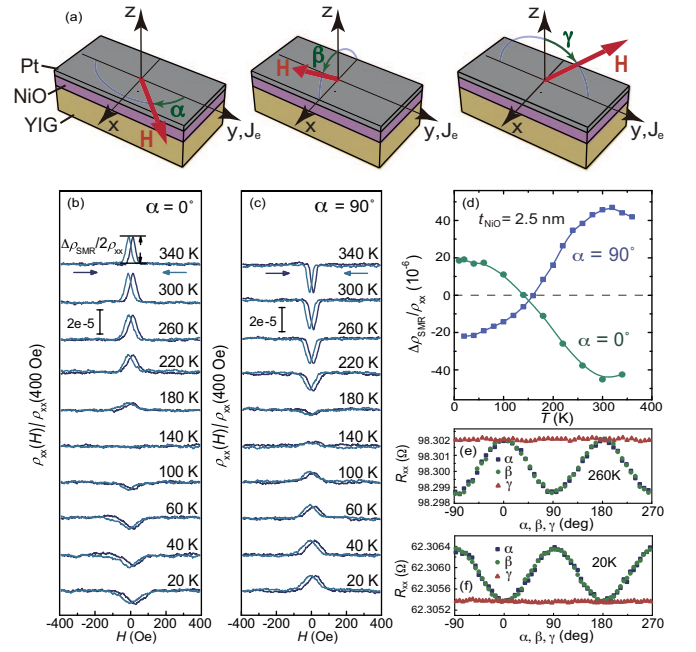 (a)
z
z
z
Pt
NiO
YIG
α
H
x
y,Jₑ
β
H
x
y,Jₑ
γ
H
x
y,Jₑ
(b)
α = 0°
Δρ_SMR/2ρ_xx
340 K
300 K
2e-5
260 K
220 K
180 K
140 K
100 K
60 K
40 K
20 K
ρ_xx(H)/ρ_xx(400 Oe)
-400 -200 0 200 400
H (Oe)
(c)
α = 90°
340 K
300 K
2e-5
260 K
220 K
180 K
140 K
100 K
60 K
40 K
20 K
ρ_xx(H)/ρ_xx(400 Oe)
-400 -200 0 200 400
H (Oe)
(d)
t_NiO = 2.5 nm
α = 90°
α = 0°
Δρ_SMR/ρ_xx (10⁻⁶)
40
20
0
-20
-40
0 100 200 300 400
T (K)
(e)
98.302
98.301
98.300
98.299
98.298
R_xx (Ω)
α
β
γ
260K
-90 0 90 180 270
α, β, γ (deg)
(f)
62.3064
62.3060
62.3056
62.3052
R_xx (Ω)
α
β
γ
20K
-90 0 90 180 270
α, β, γ (deg)